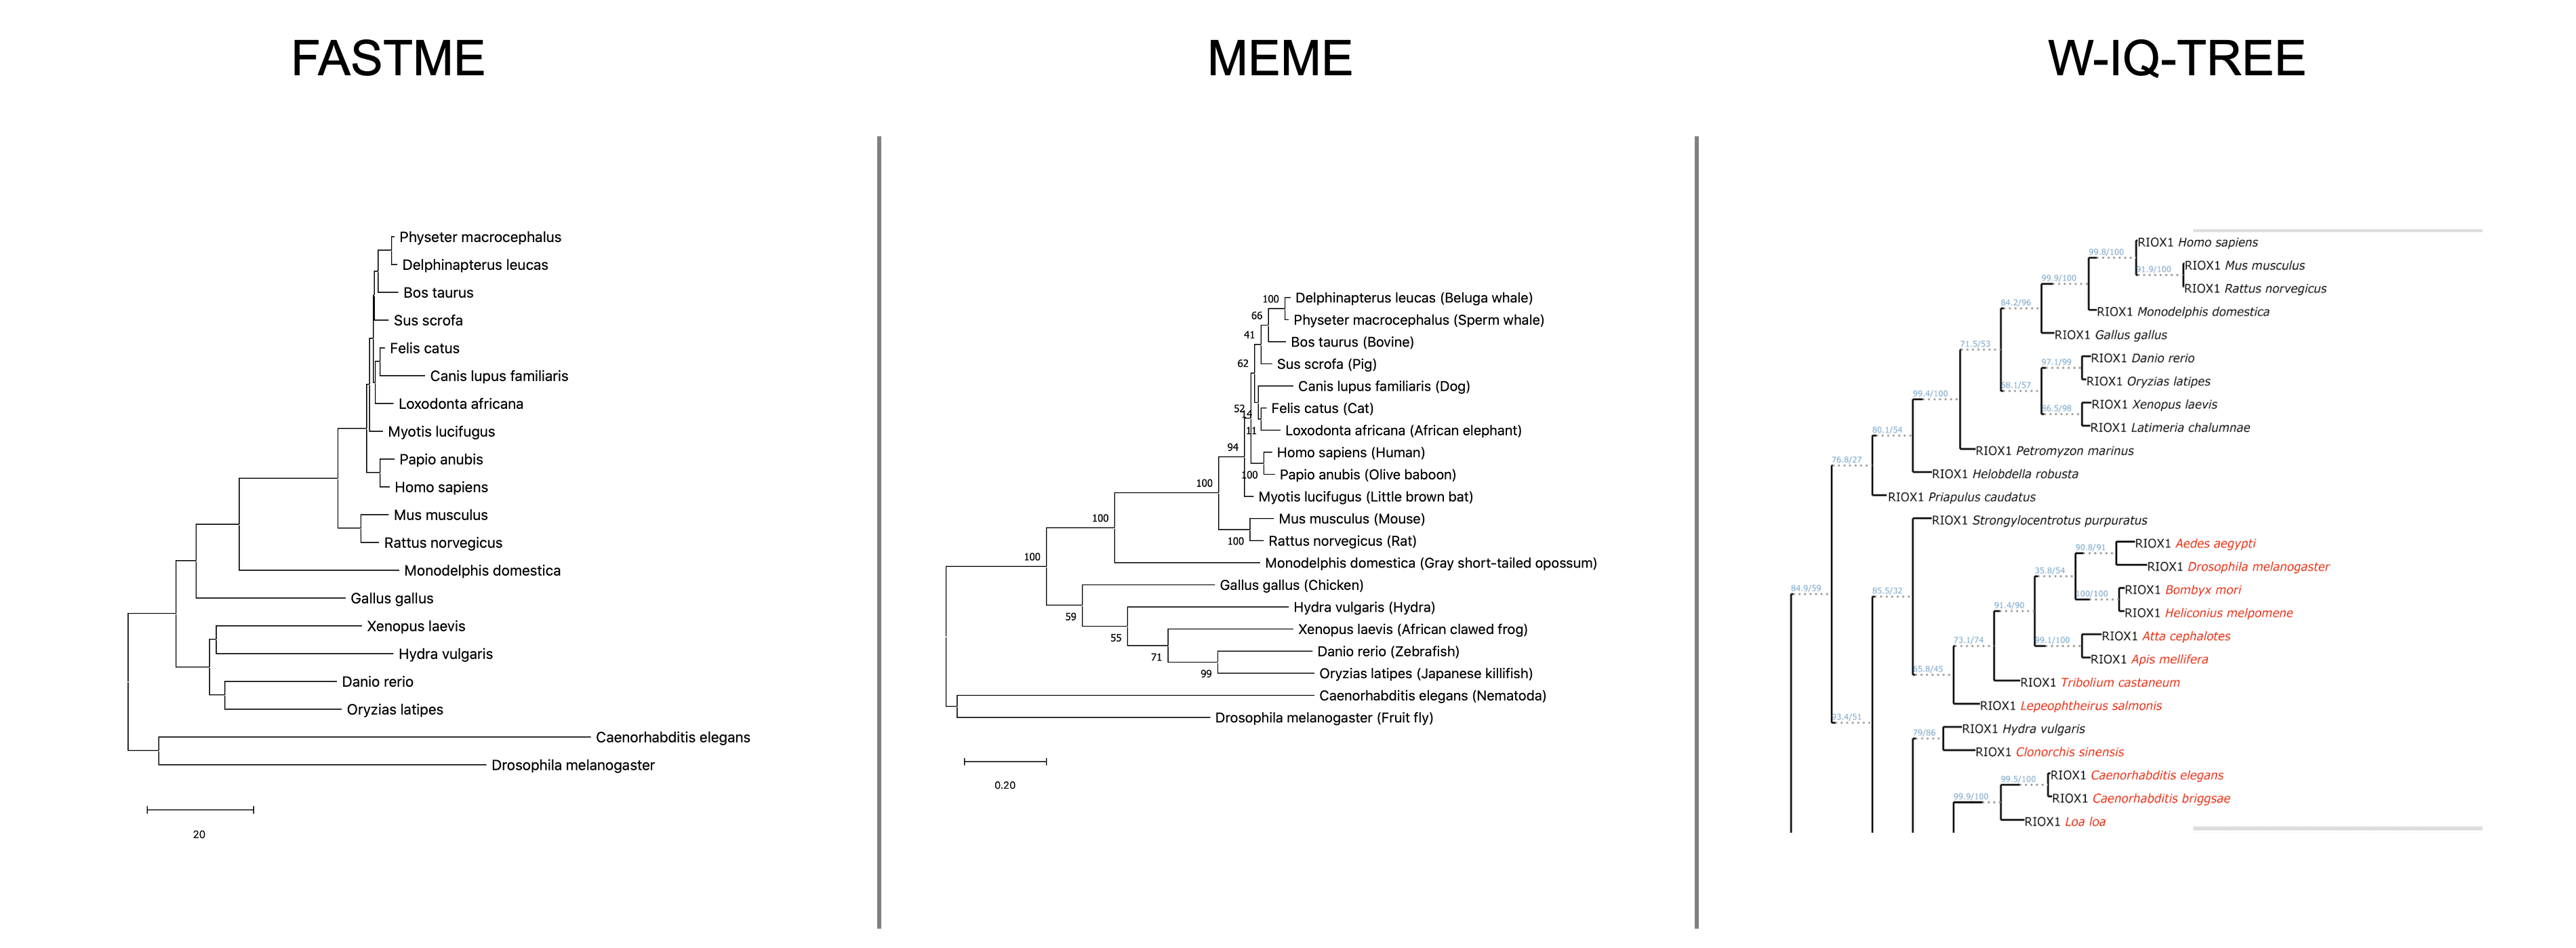 FASTME
Physeter macrocephalus
Delphinapterus leucas
Bos taurus
Sus scrofa
Felis catus
Canis lupus familiaris
Loxodonta africana
Myotis lucifugus
Papio anubis
Homo sapiens
Mus musculus
Rattus norvegicus
Monodelphis domestica
Gallus gallus
Xenopus laevis
Hydra vulgaris
Danio rerio
Oryzias latipes
Caenorhabditis elegans
Drosophila melanogaster
20
MEME
100
Delphinapterus leucas (Beluga whale)
66
Physeter macrocephalus (Sperm whale)
41
Bos taurus (Bovine)
62
Sus scrofa (Pig)
Canis lupus familiaris (Dog)
52
14
Felis catus (Cat)
11
Loxodonta africana (African elephant)
94
Homo sapiens (Human)
100
Papio anubis (Olive baboon)
100
Myotis lucifugus (Little brown bat)
100
Mus musculus (Mouse)
100
Rattus norvegicus (Rat)
100
Monodelphis domestica (Gray short-tailed opossum)
Gallus gallus (Chicken)
59
Hydra vulgaris (Hydra)
55
Xenopus laevis (African clawed frog)
71
Danio rerio (Zebrafish)
99
Oryzias latipes (Japanese killifish)
Caenorhabditis elegans (Nematoda)
Drosophila melanogaster (Fruit fly)
0.20
W-IQ-TREE
RIOX1 Homo sapiens
99.8/100
RIOX1 Mus musculus
91.9/100
RIOX1 Rattus norvegicus
99.9/100
84.2/96
RIOX1 Monodelphis domestica
RIOX1 Gallus gallus
71.5/53
RIOX1 Danio rerio
97.1/99
RIOX1 Oryzias latipes
68.1/57
99.4/100
RIOX1 Xenopus laevis
86.5/98
RIOX1 Latimeria chalumnae
80.1/54
RIOX1 Petromyzon marinus
76.8/27
RIOX1 Helobdella robusta
RIOX1 Priapulus caudatus
RIOX1 Strongylocentrotus purpuratus
RIOX1 Aedes aegypti
90.8/91
RIOX1 Drosophila melanogaster
35.8/54
84.9/59
85.5/32
RIOX1 Bombyx mori
100/100
RIOX1 Heliconius melpomene
91.4/90
RIOX1 Atta cephalotes
73.1/74
99.1/100
RIOX1 Apis mellifera
65.8/45
RIOX1 Tribolium castaneum
RIOX1 Lepeophtheirus salmonis
93.4/51
RIOX1 Hydra vulgaris
79/86
RIOX1 Clonorchis sinensis
RIOX1 Caenorhabditis elegans
99.5/100
99.9/100
RIOX1 Caenorhabditis briggsae
RIOX1 Loa loa